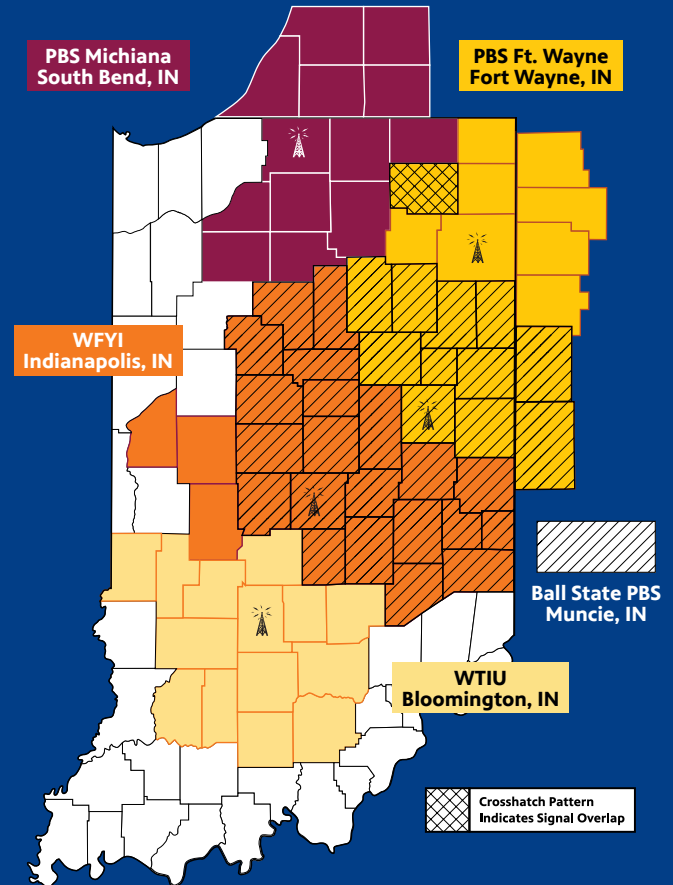 PBS Michiana
South Bend, IN
PBS Ft. Wayne
Fort Wayne, IN
WFYI
Indianapolis, IN
Ball State PBS
Muncie, IN
WTIU
Bloomington, IN
Crosshatch Pattern
Indicates Signal Overlap